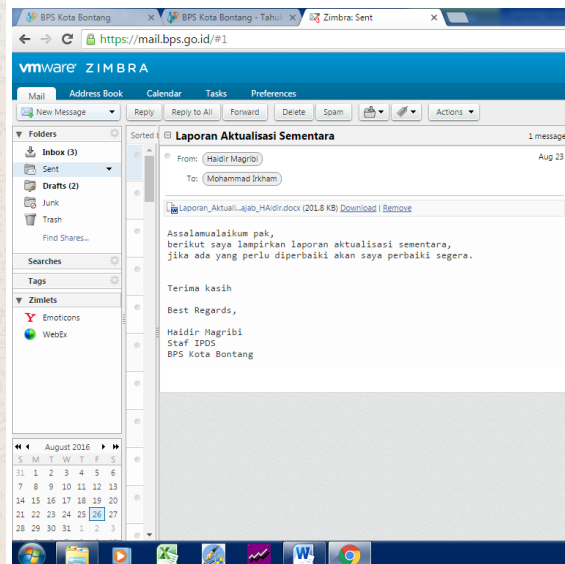 BPS Kota Bontang
BPS Kota Bontang - Tahu
Zimbra: Sent
https://mail.bps.go.id/#1
vmware ZIMBRA
Mail Address Book Calendar Tasks Preferences
New Message Reply Reply to All Forward Delete Spam Actions
Folders
Inbox (3)
Sent
Drafts (2)
Junk
Trash
Find Shares...
Searches
Tags
Zimlets
Emoticons
WebEx
August 2016
S M T W T F S
31 1 2 3 4 5 6
7 8 9 10 11 12 13
14 15 16 17 18 19 20
21 22 23 24 25 26 27
28 29 30 31 1 2 3
Sorted
Laporan Aktualisasi Sementara 1 message
From: Haidir Magribi Aug 23
To: Mohammad Irkham
Laporan_Aktuali...ajab_HAidir.docx (201.8 KB) Download | Remove
Assalamualaikum pak,
berikut saya lampirkan laporan aktualisasi sementara,
jika ada yang perlu diperbaiki akan saya perbaiki segera.
Terima kasih
Best Regards,
Haidir Magribi
Staf IPDS
BPS Kota Bontang